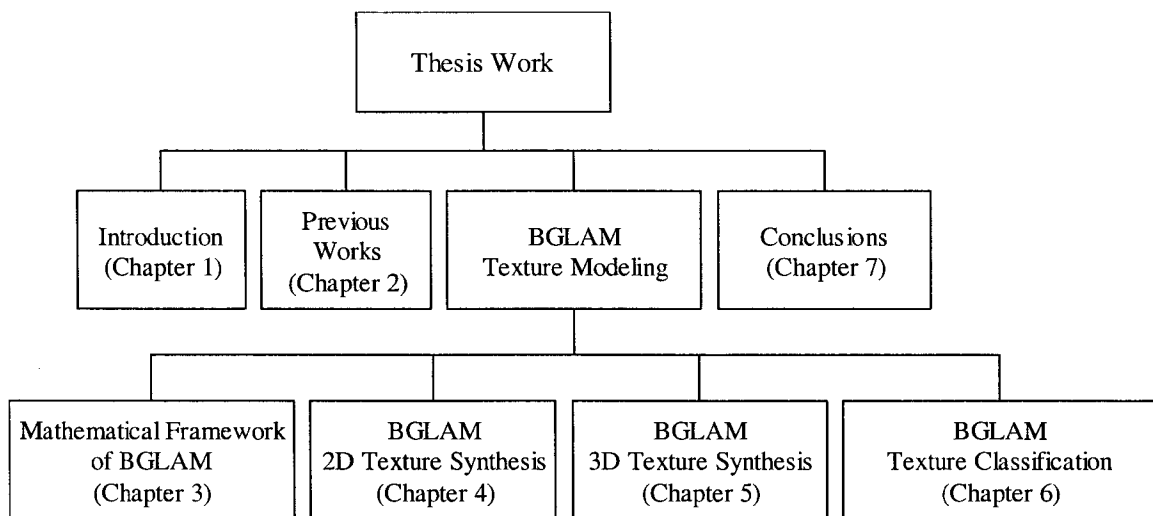 Thesis Work
Introduction
(Chapter 1)
Previous
Works
(Chapter 2)
BGLAM
Texture Modeling
Conclusions
(Chapter 7)
Mathematical Framework
of BGLAM
(Chapter 3)
BGLAM
2D Texture Synthesis
(Chapter 4)
BGLAM
3D Texture Synthesis
(Chapter 5)
BGLAM
Texture Classification
(Chapter 6)